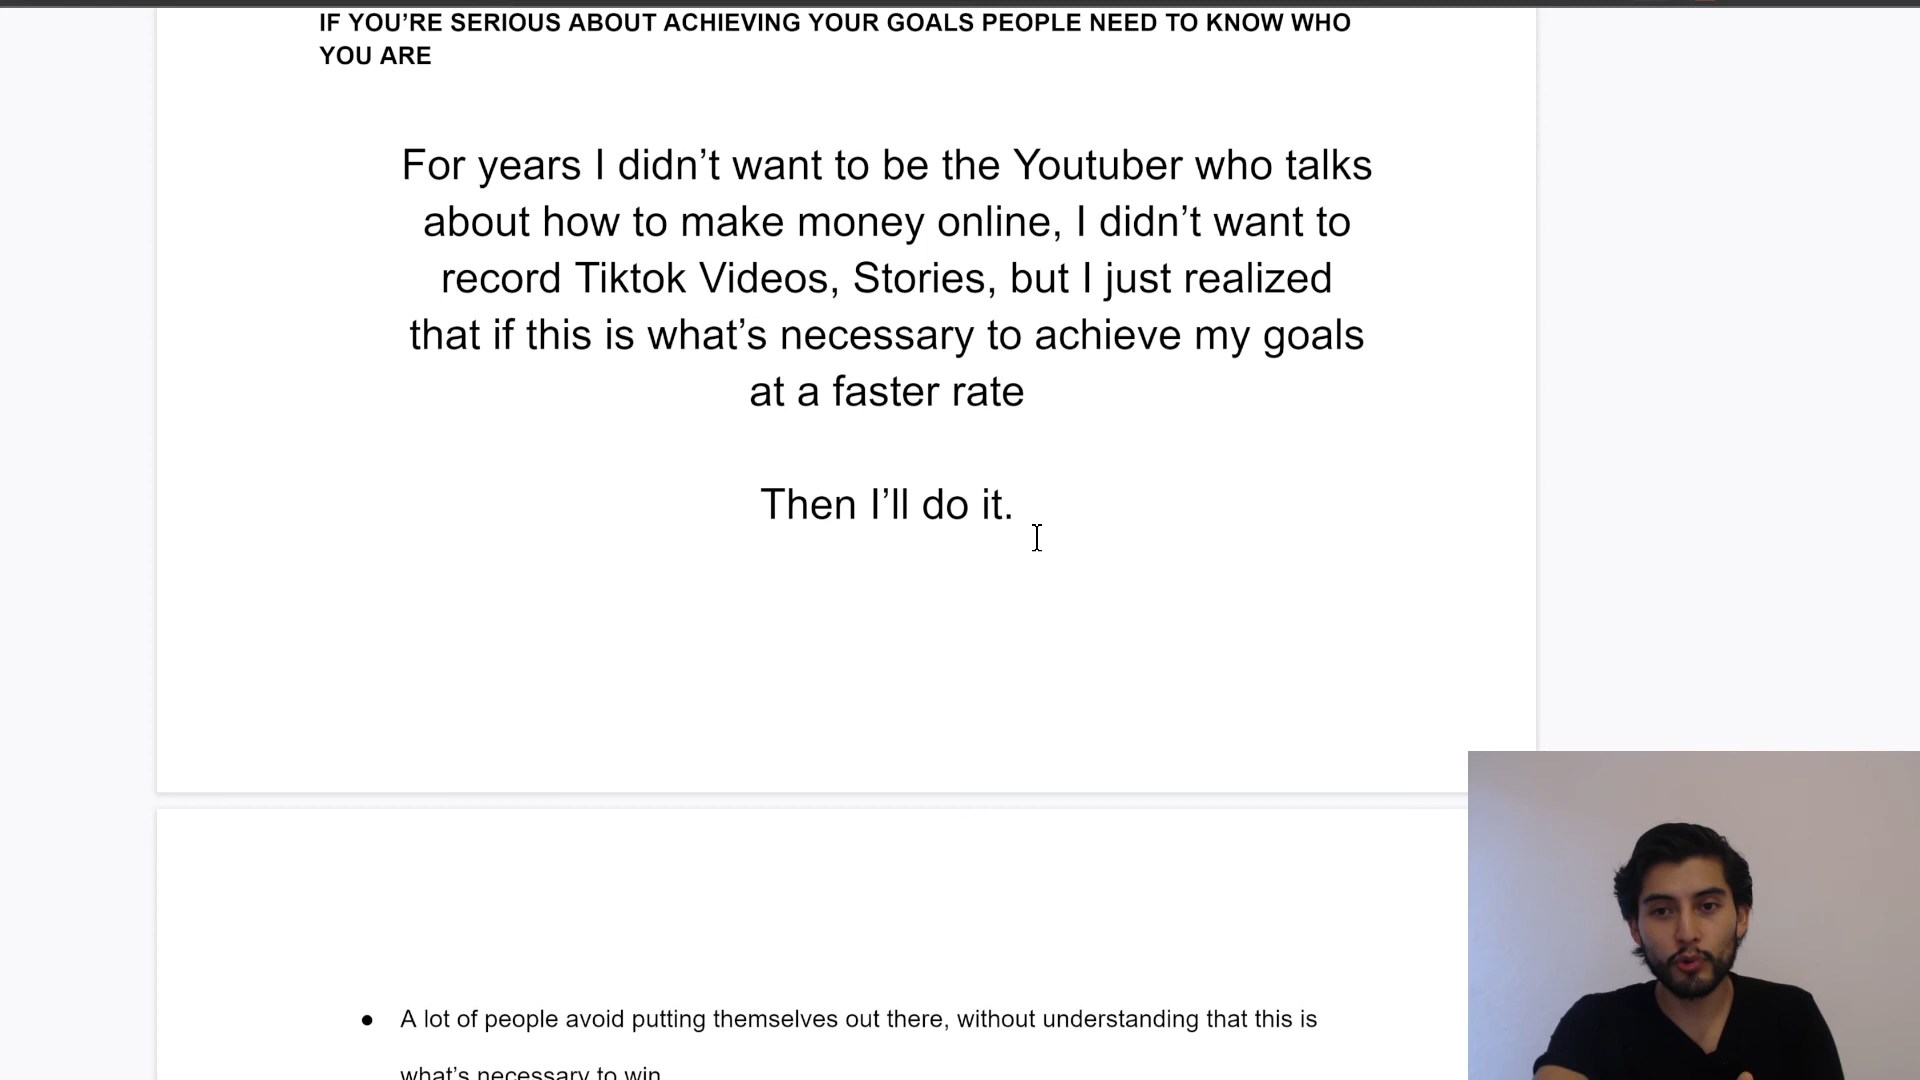 IF YOU’RE SERIOUS ABOUT ACHIEVING YOUR GOALS PEOPLE NEED TO KNOW WHO
YOU ARE
For years I didn’t want to be the Youtuber who talks
about how to make money online, I didn’t want to
record Tiktok Videos, Stories, but I just realized
that if this is what’s necessary to achieve my goals
at a faster rate
Then I’ll do it.
● A lot of people avoid putting themselves out there, without understanding that this is
what’s necessary to win